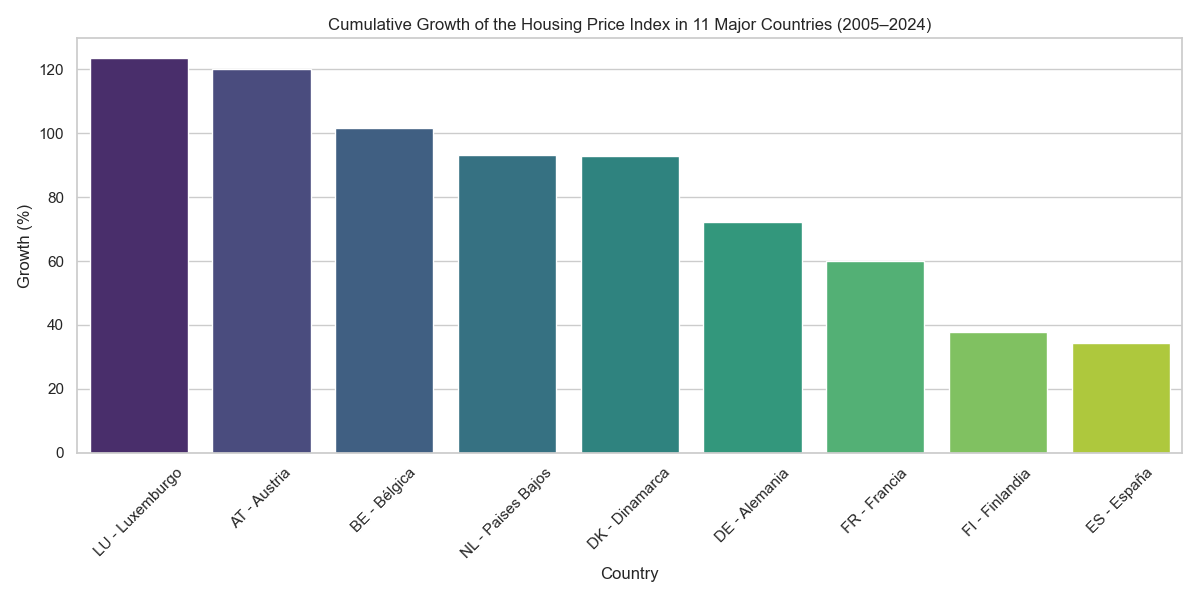 Cumulative Growth of the Housing Price Index in 11 Major Countries (2005–2024)
Growth (%)
120
100
80
60
40
20
0
LU - Luxemburgo
AT - Austria
BE - Bélgica
NL - Paises Bajos
DK - Dinamarca
DE - Alemania
FR - Francia
FI - Finlandia
ES - España
Country